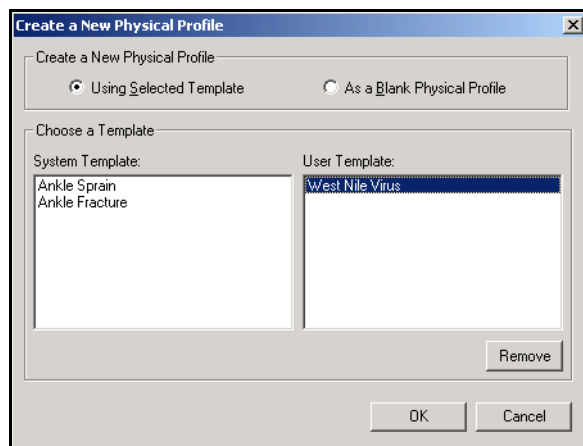 Create a New Physical Profile
Create a New Physical Profile
Using Selected Template
As a Blank Physical Profile
Choose a Template
System Template:
User Template:
Ankle Sprain
Ankle Fracture
West Nile Virus
Remove
OK
Cancel